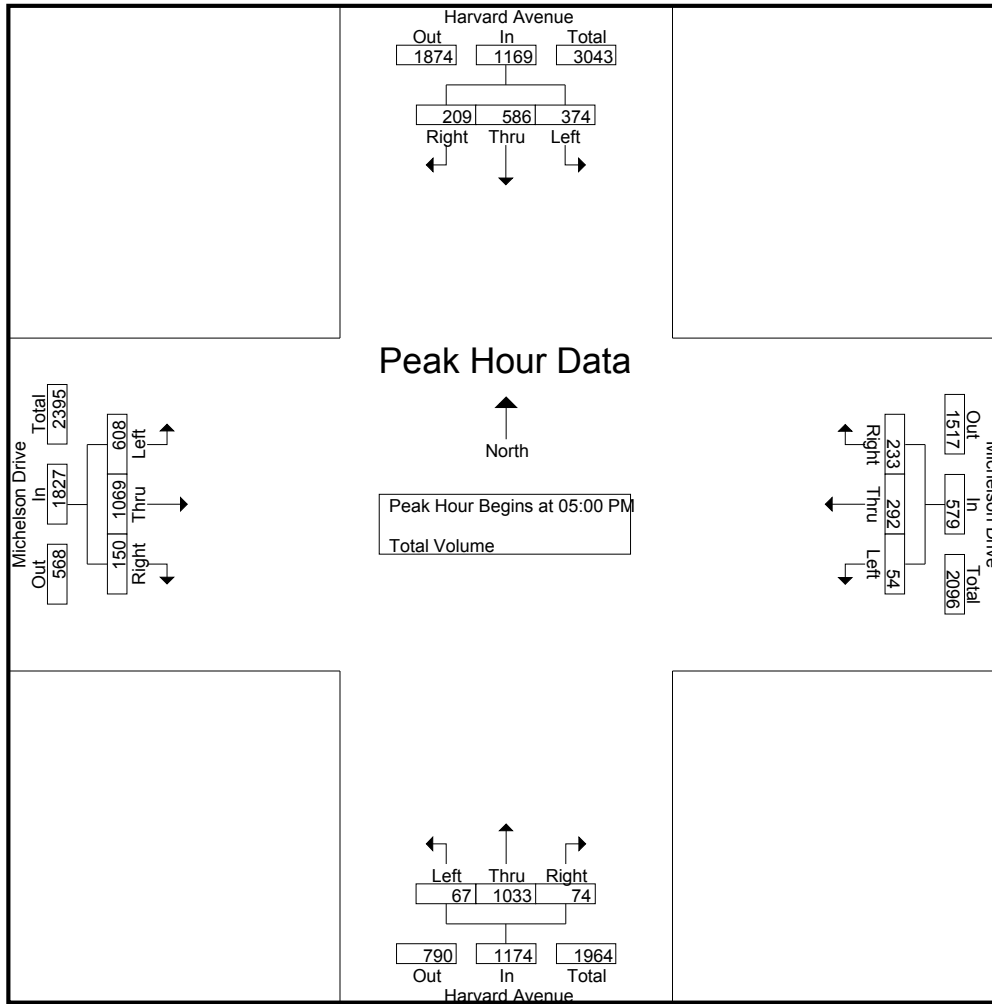 Harvard Avenue
Out In Total
1874 1169 3043
209 586 374
Right Thru Left
Peak Hour Data
North
Peak Hour Begins at 05:00 PM
Total Volume
Michelson Drive
Total In Out
2395 1827 568
608 1069 150
Left Thru Right
Michelson Drive
Out In Total
1517 579 2096
233 292 54
Right Thru Left
Left Thru Right
67 1033 74
790 1174 1964
Out In Total
Harvard Avenue